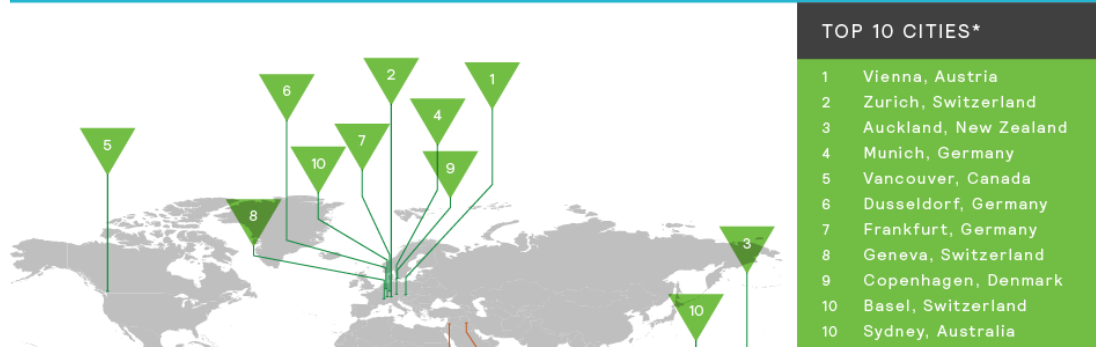 1
2
6
4
5
7
10
9
8
3
10
TOP 10 CITIES*
1 Vienna, Austria
2 Zurich, Switzerland
3 Auckland, New Zealand
4 Munich, Germany
5 Vancouver, Canada
6 Dusseldorf, Germany
7 Frankfurt, Germany
8 Geneva, Switzerland
9 Copenhagen, Denmark
10 Basel, Switzerland
10 Sydney, Australia